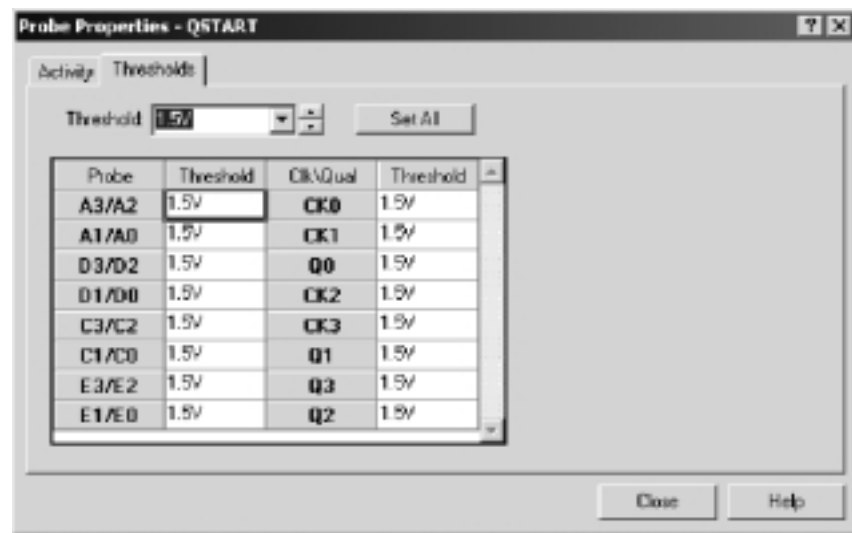 Probe Properties - QSTART
? X
Activity Thresholds
Threshold 1.5V Set All
Probe Threshold Clk\Qual Threshold
A3/A2 1.5V CK0 1.5V
A1/A0 1.5V CK1 1.5V
D3/D2 1.5V Q0 1.5V
D1/D0 1.5V CK2 1.5V
C3/C2 1.5V CK3 1.5V
C1/C0 1.5V Q1 1.5V
E3/E2 1.5V Q3 1.5V
E1/E0 1.5V Q2 1.5V
Close Help